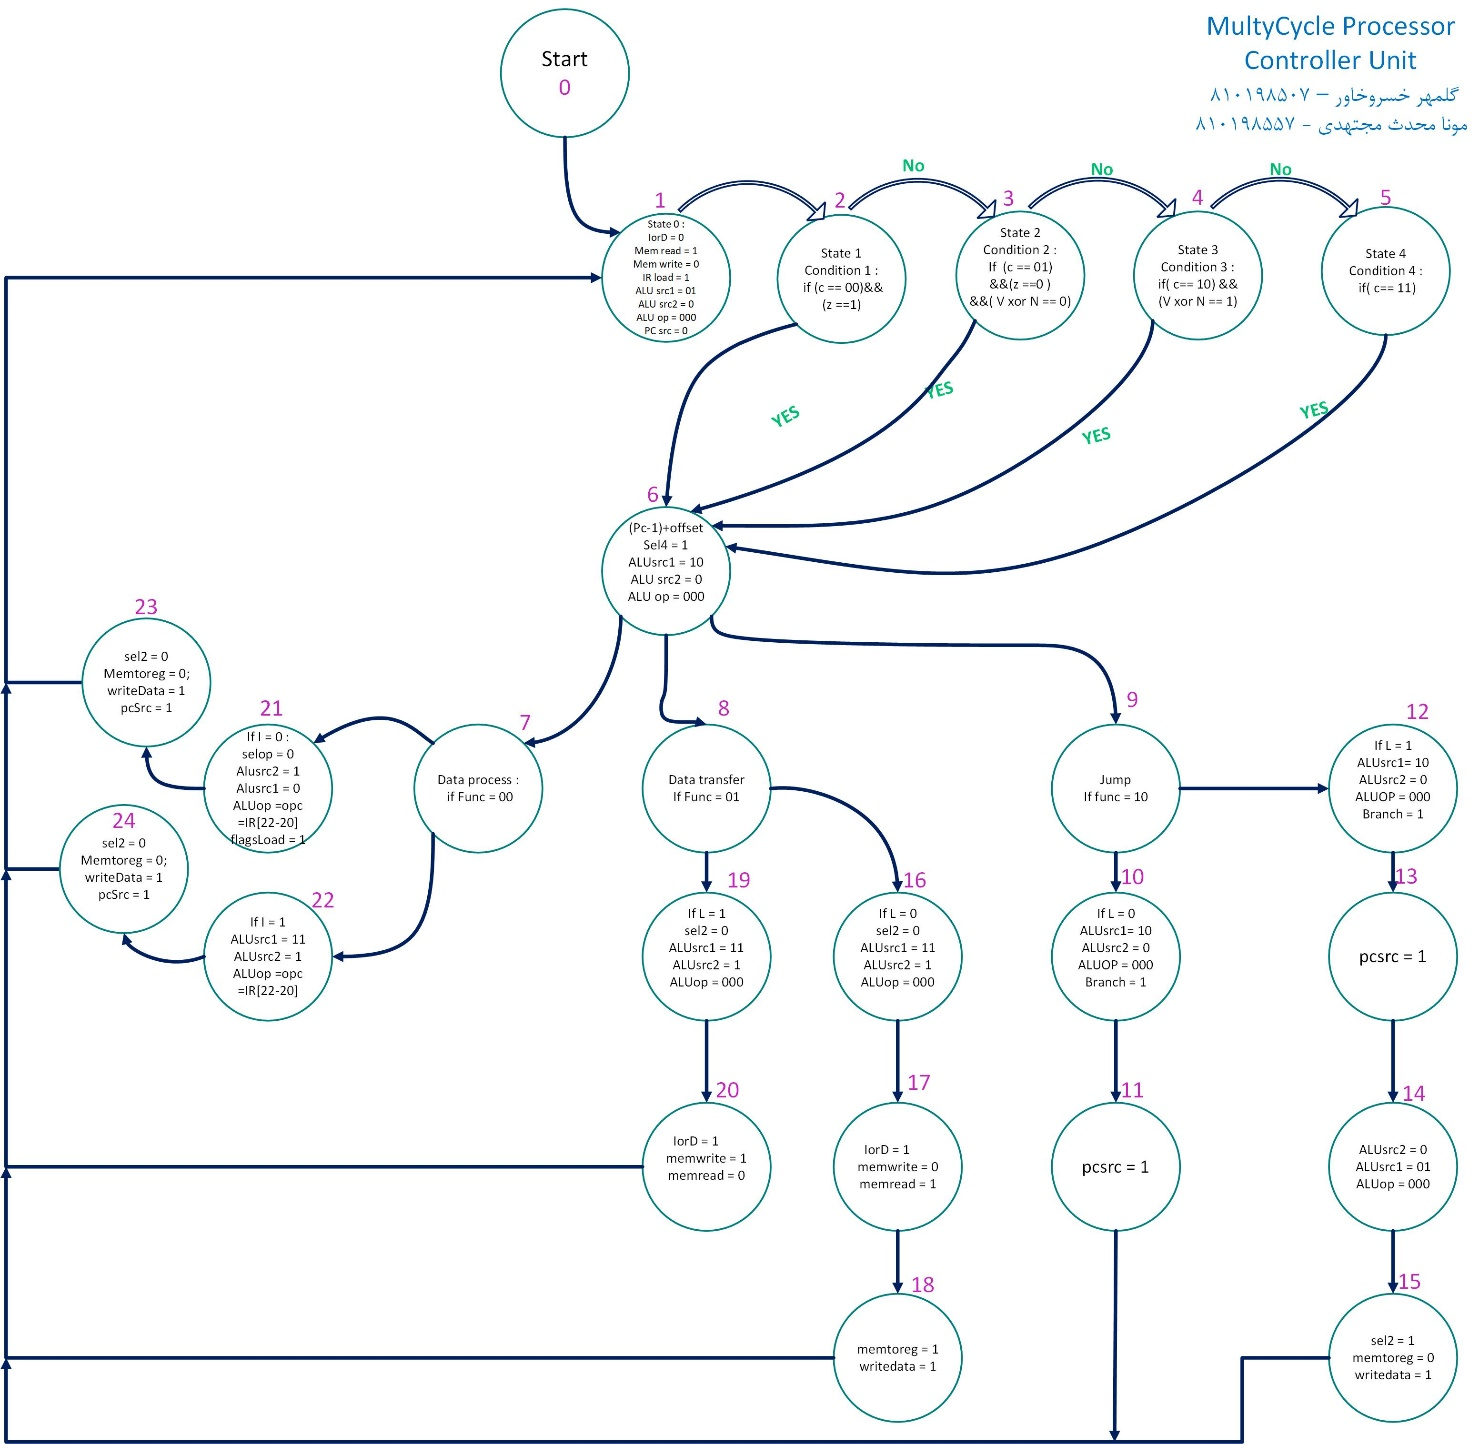 MultyCycle Processor
Controller Unit
گلمهر خسروخاور – ۸۱۰۱۹۸۵۰۷
مونا محدث مجتهدی - ۸۱۰۱۹۸۵۵۷
Start
0
1
State 0 :
IorD = 0
Mem read = 1
Mem write = 0
IR load = 1
ALU src1 = 01
ALU src2 = 0
ALU op = 000
PC src = 0
2
State 1
Condition 1 :
if (c == 00)&&
(z ==1)
No
3
State 2
Condition 2 :
If (c == 01)
&&(z ==0 )
&&( V xor N == 0)
No
4
State 3
Condition 3 :
if( c== 10) &&
(V xor N == 1)
No
5
State 4
Condition 4 :
if( c== 11)
YES
YES
YES
YES
6
(Pc-1)+offset
Sel4 = 1
ALUsrc1 = 10
ALU src2 = 0
ALU op = 000
23
sel2 = 0
Memtoreg = 0;
writeData = 1
pcSrc = 1
21
If I = 0 :
selop = 0
Alusrc2 = 1
Alusrc1 = 0
ALUop =opc
=IR[22-20]
flagsLoad = 1
7
Data process :
if Func = 00
8
Data transfer
If Func = 01
9
Jump
If func = 10
12
If L = 1
ALUsrc1= 10
ALUsrc2 = 0
ALUOP = 000
Branch = 1
24
sel2 = 0
Memtoreg = 0;
writeData = 1
pcSrc = 1
22
If I = 1
ALUsrc1 = 11
ALUsrc2 = 1
ALUop =opc
=IR[22-20]
19
If L = 1
sel2 = 0
ALUsrc1 = 11
ALUsrc2 = 1
ALUop = 000
16
If L = 0
sel2 = 0
ALUsrc1 = 11
ALUsrc2 = 1
ALUop = 000
10
If L = 0
ALUsrc1= 10
ALUsrc2 = 0
ALUOP = 000
Branch = 1
13
pcsrc = 1
20
IorD = 1
memwrite = 1
memread = 0
17
IorD = 1
memwrite = 0
memread = 1
11
pcsrc = 1
14
ALUsrc2 = 0
ALUsrc1 = 01
ALUop = 000
18
memtoreg = 1
writedata = 1
15
sel2 = 1
memtoreg = 0
writedata = 1